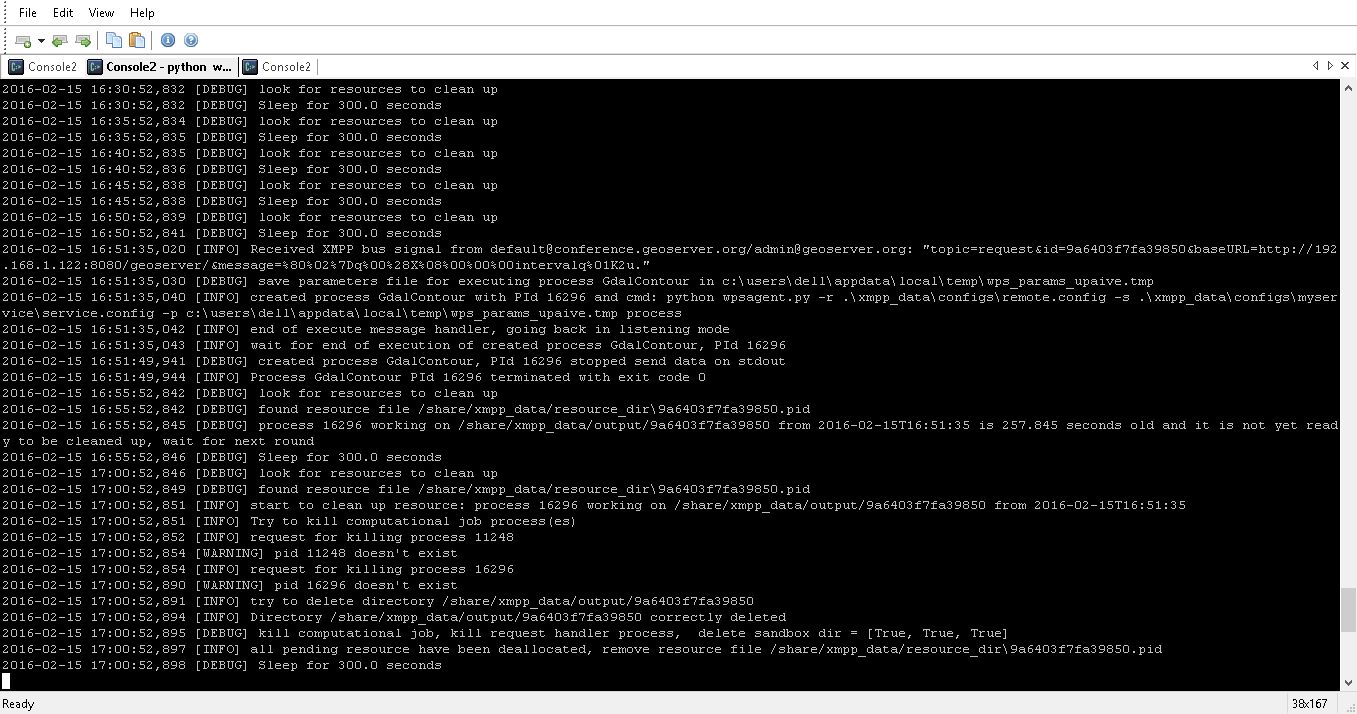 File Edit View Help
Console2 Console2 - python w... Console2
2016-02-15 16:30:52,832 [DEBUG] look for resources to clean up
2016-02-15 16:30:52,832 [DEBUG] Sleep for 300.0 seconds
2016-02-15 16:35:52,834 [DEBUG] look for resources to clean up
2016-02-15 16:35:52,835 [DEBUG] Sleep for 300.0 seconds
2016-02-15 16:40:52,835 [DEBUG] look for resources to clean up
2016-02-15 16:40:52,836 [DEBUG] Sleep for 300.0 seconds
2016-02-15 16:45:52,838 [DEBUG] look for resources to clean up
2016-02-15 16:45:52,838 [DEBUG] Sleep for 300.0 seconds
2016-02-15 16:50:52,839 [DEBUG] look for resources to clean up
2016-02-15 16:50:52,841 [DEBUG] Sleep for 300.0 seconds
2016-02-15 16:51:35,020 [INFO] Received XMPP bus signal from default@conference.geoserver.org/admin@geoserver.org: "topic=request&id=9a6403f7fa39850&baseURL=http://192
.168.1.122:8080/geoserver/&message=%80%02%7Dq%00%28X%08%00%00%00intervalq%01K2u."
2016-02-15 16:51:35,030 [DEBUG] save parameters file for executing process GdalContour in c:\users\dell\appdata\local\temp\wps_params_upaive.tmp
2016-02-15 16:51:35,040 [INFO] created process GdalContour with PId 16296 and cmd: python wpsagent.py -r .\xmpp_data\configs\remote.config -s .\xmpp_data\configs\myser
vice\service.config -p c:\users\dell\appdata\local\temp\wps_params_upaive.tmp process
2016-02-15 16:51:35,042 [INFO] end of execute message handler, going back in listening mode
2016-02-15 16:51:35,043 [INFO] wait for end of execution of created process GdalContour, PId 16296
2016-02-15 16:51:49,941 [DEBUG] created process GdalContour, PId 16296 stopped send data on stdout
2016-02-15 16:51:49,944 [INFO] Process GdalContour PId 16296 terminated with exit code 0
2016-02-15 16:55:52,842 [DEBUG] look for resources to clean up
2016-02-15 16:55:52,842 [DEBUG] found resource file /share/xmpp_data/resource_dir\9a6403f7fa39850.pid
2016-02-15 16:55:52,845 [DEBUG] process 16296 working on /share/xmpp_data/output/9a6403f7fa39850 from 2016-02-15T16:51:35 is 257.845 seconds old and it is not yet read
y to be cleaned up, wait for next round
2016-02-15 16:55:52,846 [DEBUG] Sleep for 300.0 seconds
2016-02-15 17:00:52,846 [DEBUG] look for resources to clean up
2016-02-15 17:00:52,849 [DEBUG] found resource file /share/xmpp_data/resource_dir\9a6403f7fa39850.pid
2016-02-15 17:00:52,851 [INFO] start to clean up resource: process 16296 working on /share/xmpp_data/output/9a6403f7fa39850 from 2016-02-15T16:51:35
2016-02-15 17:00:52,851 [INFO] Try to kill computational job process(es)
2016-02-15 17:00:52,852 [INFO] request for killing process 11248
2016-02-15 17:00:52,854 [WARNING] pid 11248 doesn't exist
2016-02-15 17:00:52,854 [INFO] request for killing process 16296
2016-02-15 17:00:52,890 [WARNING] pid 16296 doesn't exist
2016-02-15 17:00:52,891 [INFO] try to delete directory /share/xmpp_data/output/9a6403f7fa39850
2016-02-15 17:00:52,894 [INFO] Directory /share/xmpp_data/output/9a6403f7fa39850 correctly deleted
2016-02-15 17:00:52,895 [DEBUG] kill computational job, kill request handler process,  delete sandbox dir = [True, True, True]
2016-02-15 17:00:52,897 [INFO] all pending resource have been deallocated, remove resource file /share/xmpp_data/resource_dir\9a6403f7fa39850.pid
2016-02-15 17:00:52,898 [DEBUG] Sleep for 300.0 seconds
Ready 38x167